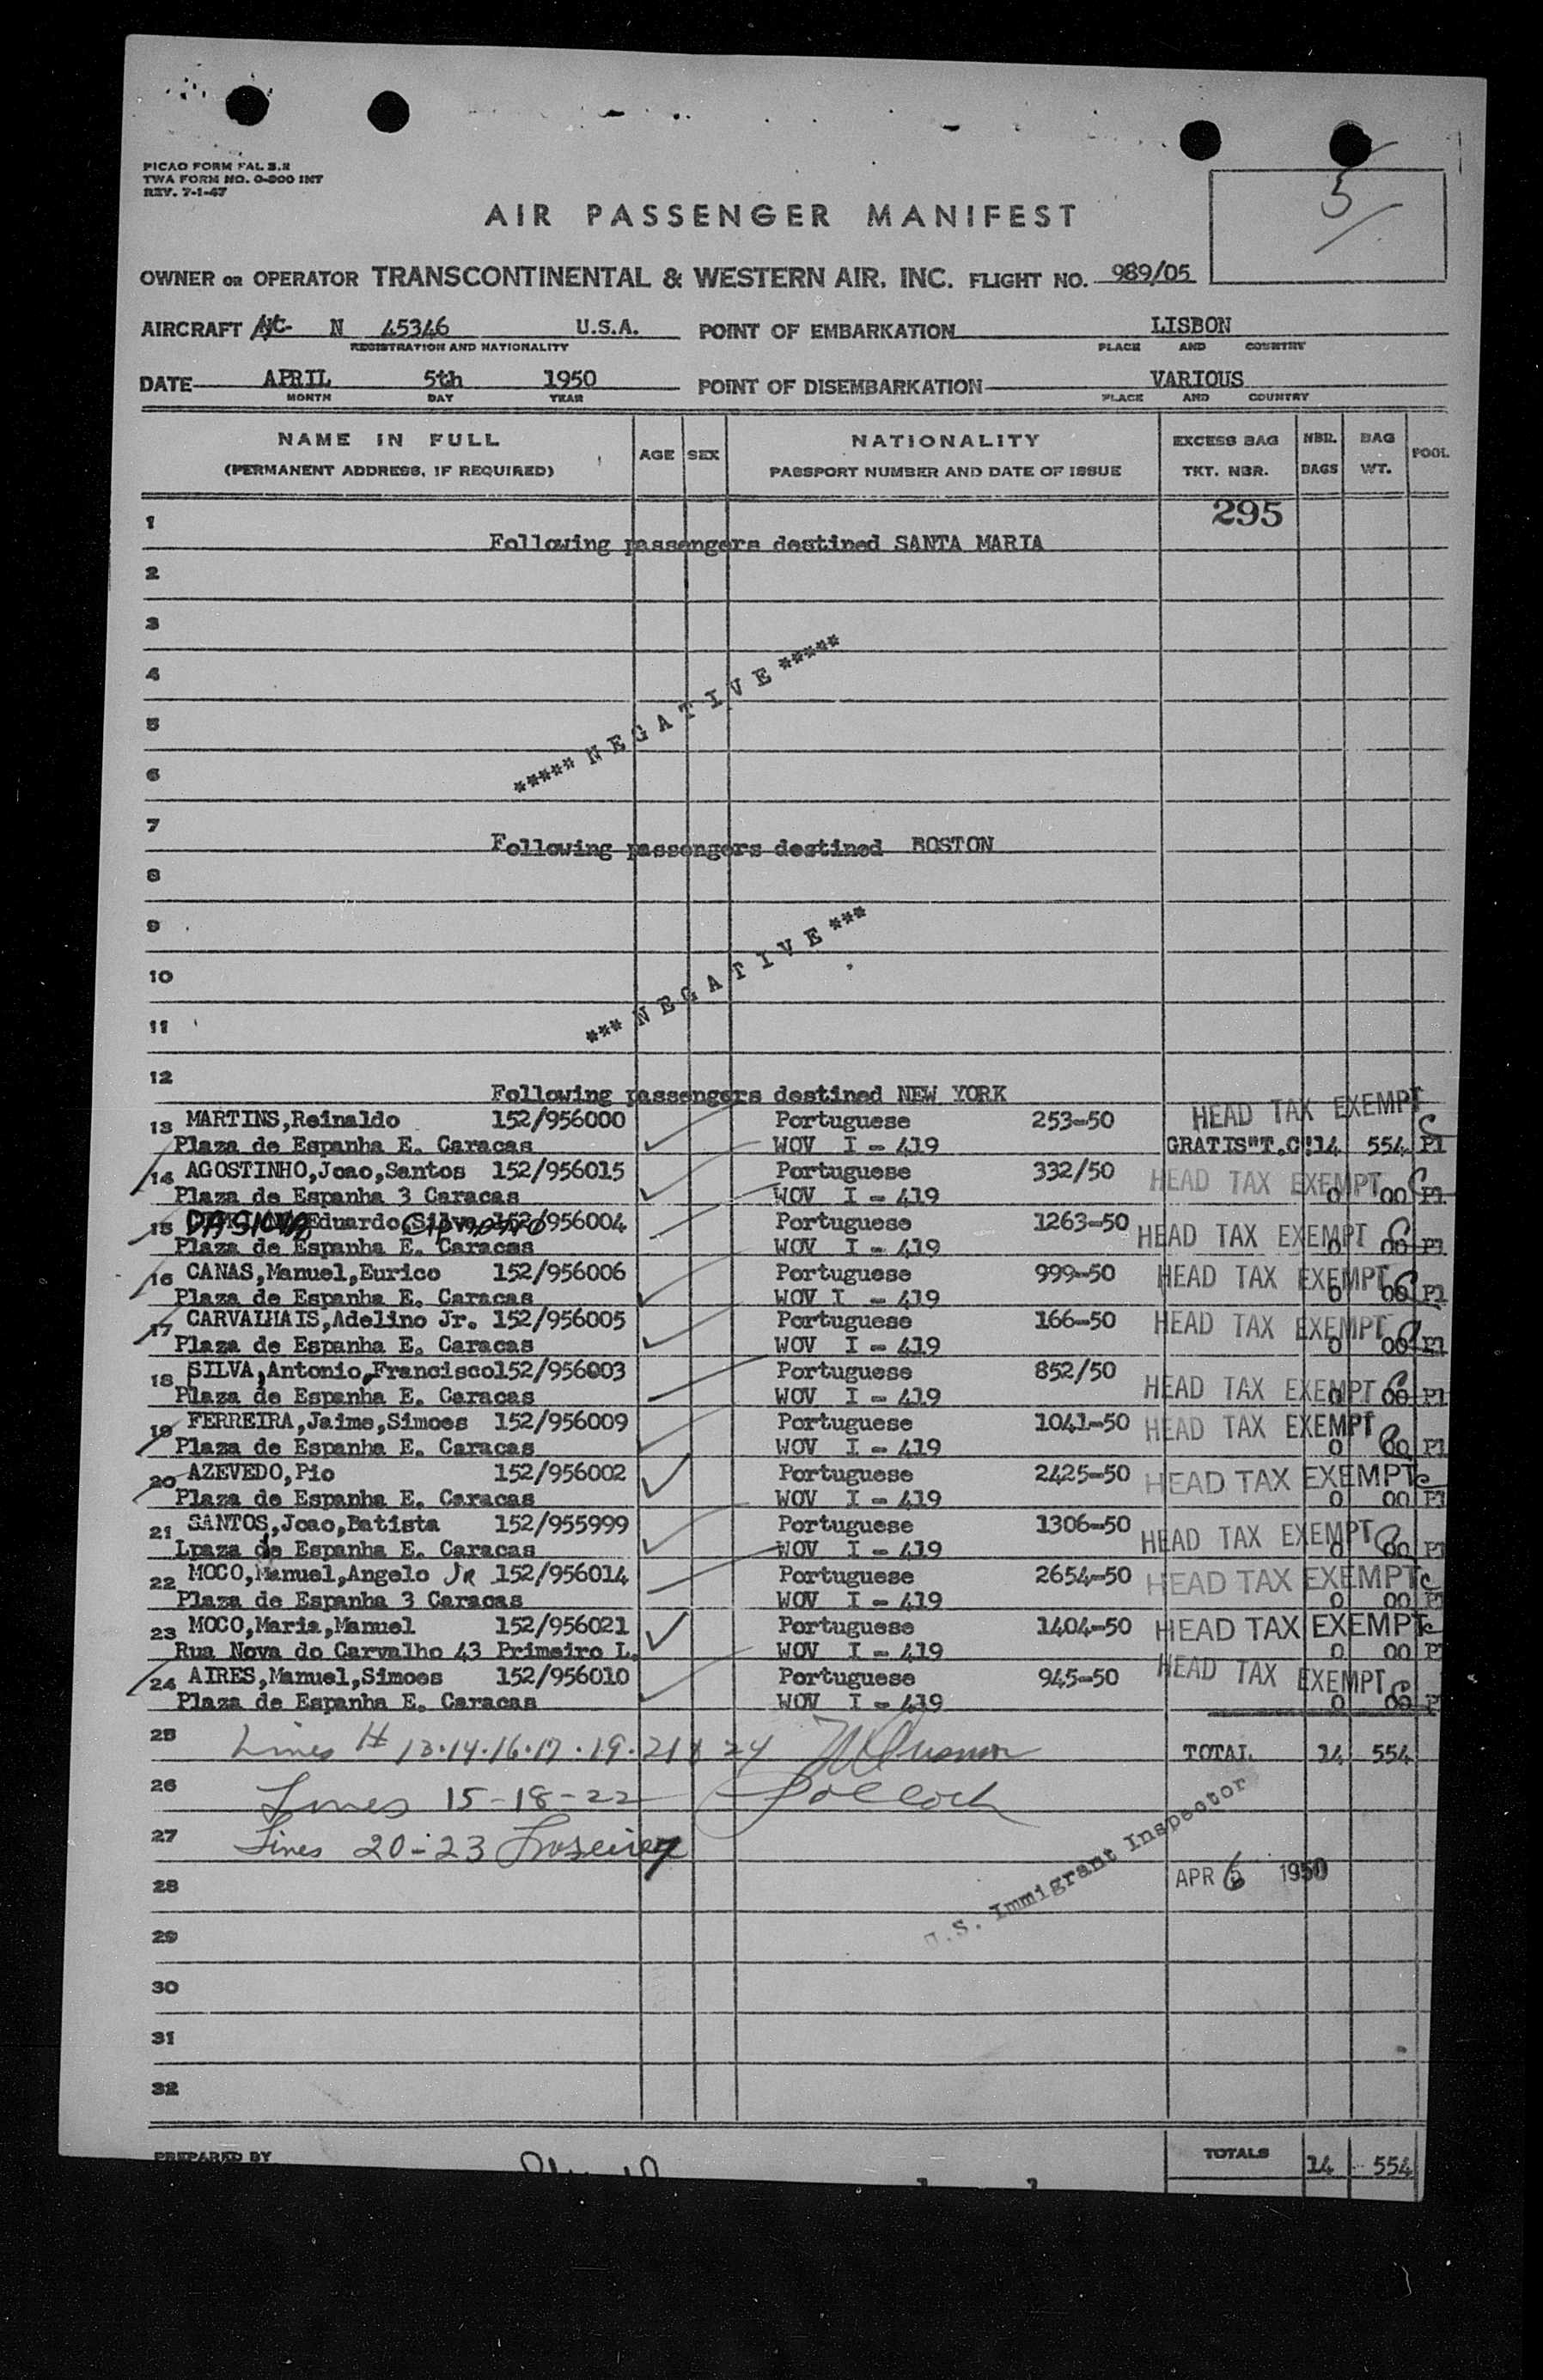 PICAO FORM FAL 3.2
TWA FORM NO. 0-800 INT
REV. 7-1-47
5
AIR PASSENGER MANIFEST
OWNER OR OPERATOR TRANSCONTINENTAL & WESTERN AIR, INC. FLIGHT NO. 989/05
AIRCRAFT NC N 45346 U.S.A. POINT OF EMBARKATION LISBON
REGISTRATION AND NATIONALITY PLACE AND COUNTRY
DATE APRIL 5th 1950 POINT OF DISEMBARKATION VARIOUS
MONTH DAY YEAR PLACE AND COUNTRY
NAME IN FULL AGE SEX NATIONALITY EXCESS BAG NBR. BAG POOL
(PERMANENT ADDRESS, IF REQUIRED) PASSPORT NUMBER AND DATE OF ISSUE TKT. NBR. BAGS WT.
295
1 Following passengers destined SANTA MARIA
2
3
4
5
***** N E G A T I V E *****
6
7 Following passengers destined BOSTON
8
9
10
*** N E G A T I V E ***
11
12 Following passengers destined NEW YORK
13 MARTINS,Reinaldo 152/956000 Portuguese 253-50 HEAD TAX EXEMPT
Plaza de Espanha E. Caracas WOV I - 419 GRATIS"T.C" 14 554
14 AGOSTINHO,Joao,Santos 152/956015 Portuguese 332/50 HEAD TAX EXEMPT
Plaza de Espanha 3 Caracas WOV I - 419 0 00
15 DA SILVA Eduardo Cipriano 152/956004 Portuguese 1263-50 HEAD TAX EXEMPT
Plaza de Espanha E. Caracas WOV I - 419 0 00
16 CANAS,Manuel,Eurico 152/956006 Portuguese 999-50 HEAD TAX EXEMPT
Plaza de Espanha E. Caracas WOV I - 419 0 00
17 CARVALHAIS,Adelino Jr. 152/956005 Portuguese 166-50 HEAD TAX EXEMPT
Plaza de Espanha E. Caracas WOV I - 419 0 00
18 SILVA,Antonio,Francisco152/956003 Portuguese 852/50 HEAD TAX EXEMPT
Plaza de Espanha E. Caracas WOV I - 419 0 00
19 FERREIRA,Jaime,Simoes 152/956009 Portuguese 1041-50 HEAD TAX EXEMPT
Plaza de Espanha E. Caracas WOV I - 419 0 00
20 AZEVEDO,Pio 152/956002 Portuguese 2425-50 HEAD TAX EXEMPT
Plaza de Espanha E. Caracas WOV I - 419 0 00
21 SANTOS,Joao,Batista 152/955999 Portuguese 1306-50 HEAD TAX EXEMPT
Lpaza de Espanha E. Caracas WOV I - 419 0 00
22 MOCO,Manuel,Angelo JR 152/956014 Portuguese 2654-50 HEAD TAX EXEMPT
Plaza de Espanha 3 Caracas WOV I - 419 0 00
23 MOCO,Maria,Manuel 152/956021 Portuguese 1404-50 HEAD TAX EXEMPT
Rua Nova do Carvalho 43 Primeiro L. WOV I - 419 0 00
24 AIRES,Manuel,Simoes 152/956010 Portuguese 945-50 HEAD TAX EXEMPT
Plaza de Espanha E. Caracas WOV I - 419 0 00
25 Lines # 13.14.16.17.19.21 & 24 TOTAL 14 554
26 Lines 15-18-22 Pollock
27 Lines 20-23
U.S. Immigrant Inspector
28 APR 6 1950
29
30
31
32
PREPARED BY TOTALS 14 554